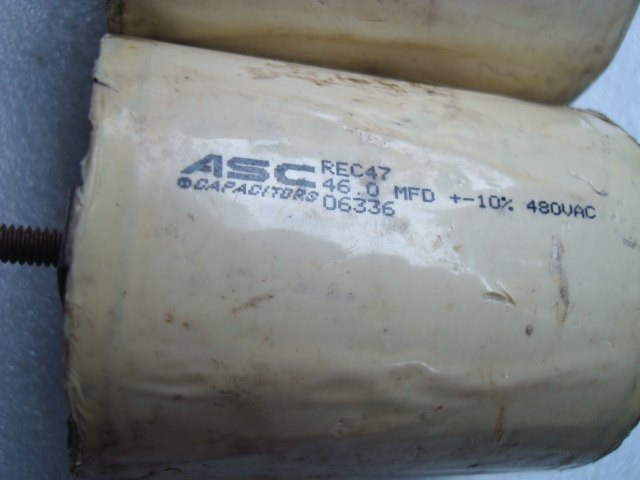 ASC REC47
CAPACITORS 46.0 MFD +-10% 480VAC
06336